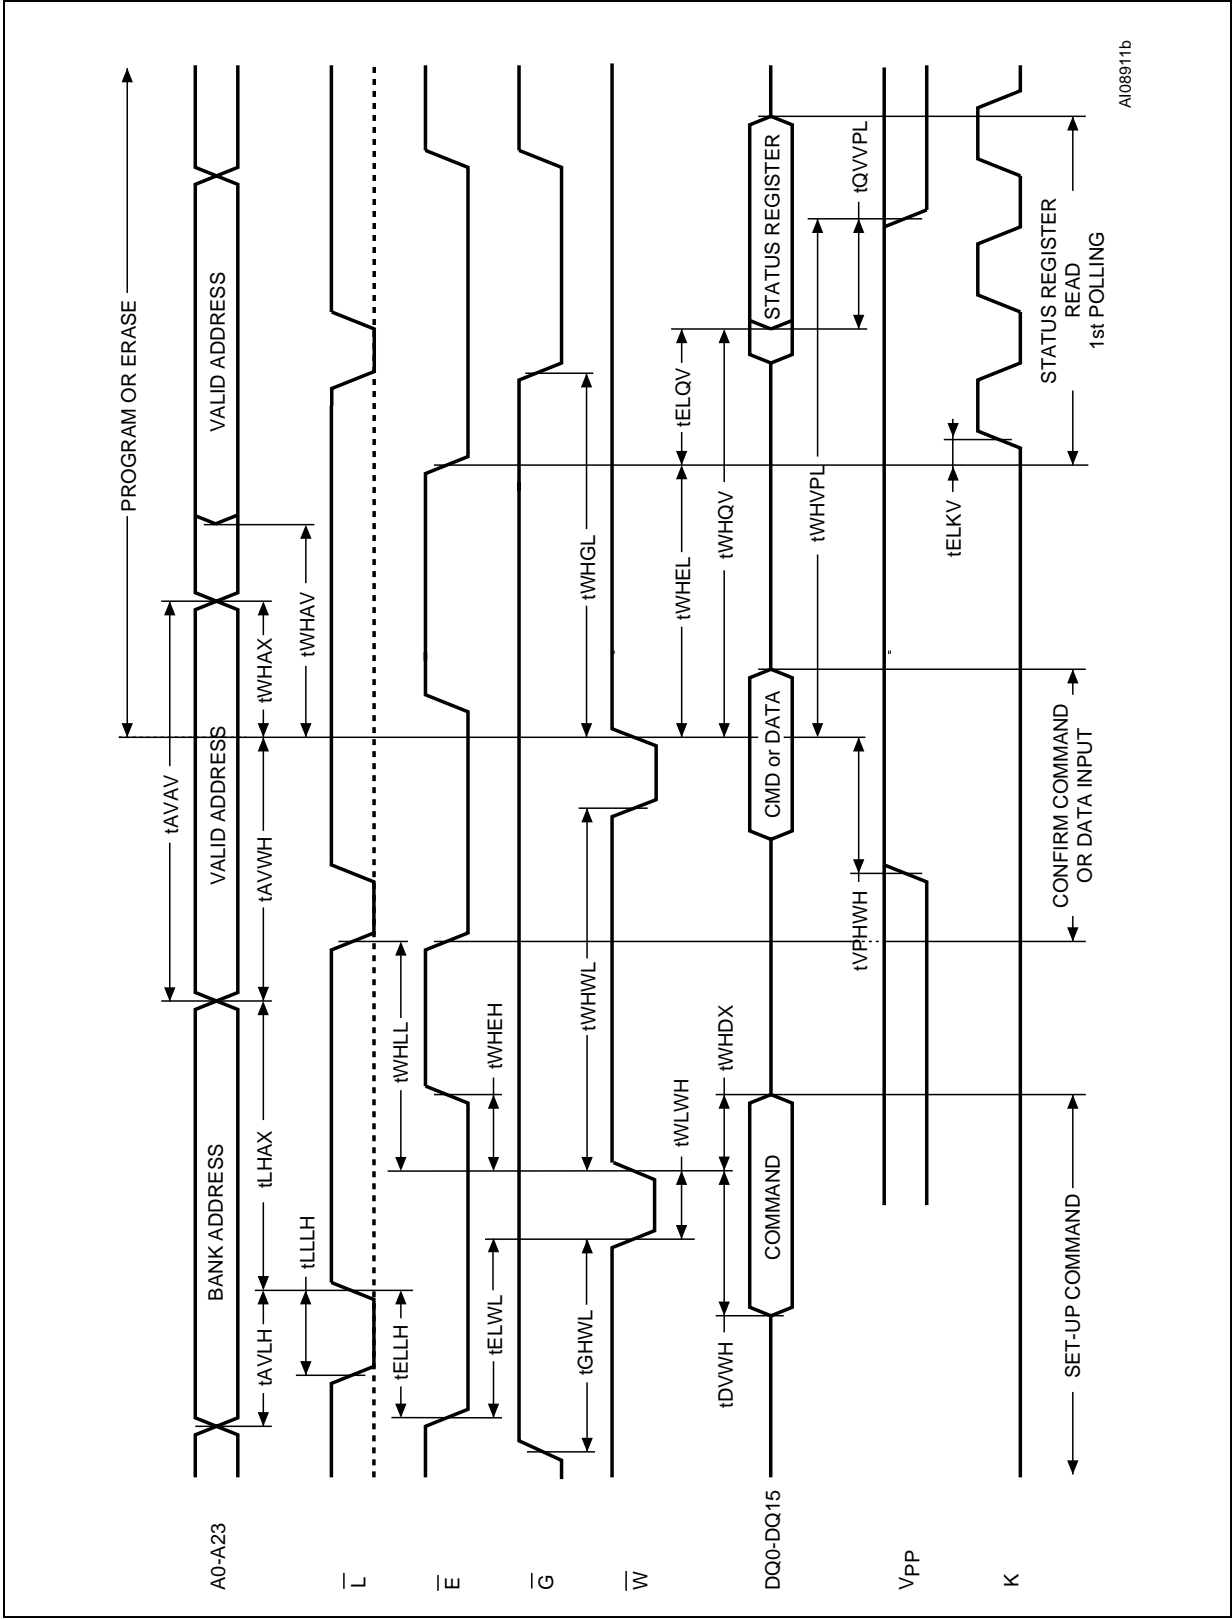 PROGRAM OR ERASE
tAVAV
A0-A23
BANK ADDRESS
VALID ADDRESS
VALID ADDRESS
tAVLH
tLHAX
tAVWH
tWHAX
tLLLH
tWHAV
L
tELLH
tWHLL
E
tELWL
tWHEH
G
tGHWL
tWHWL
tWHGL
W
tWLWH
tWHEL
tELQV
tDVWH
tWHDX
tWHQV
DQ0-DQ15
COMMAND
CMD or DATA
STATUS REGISTER
tWHVPL
tVPHWH
tQVVPL
VPP
tELKV
K
SET-UP COMMAND
CONFIRM COMMAND
OR DATA INPUT
STATUS REGISTER
READ
1st POLLING
AI08911b